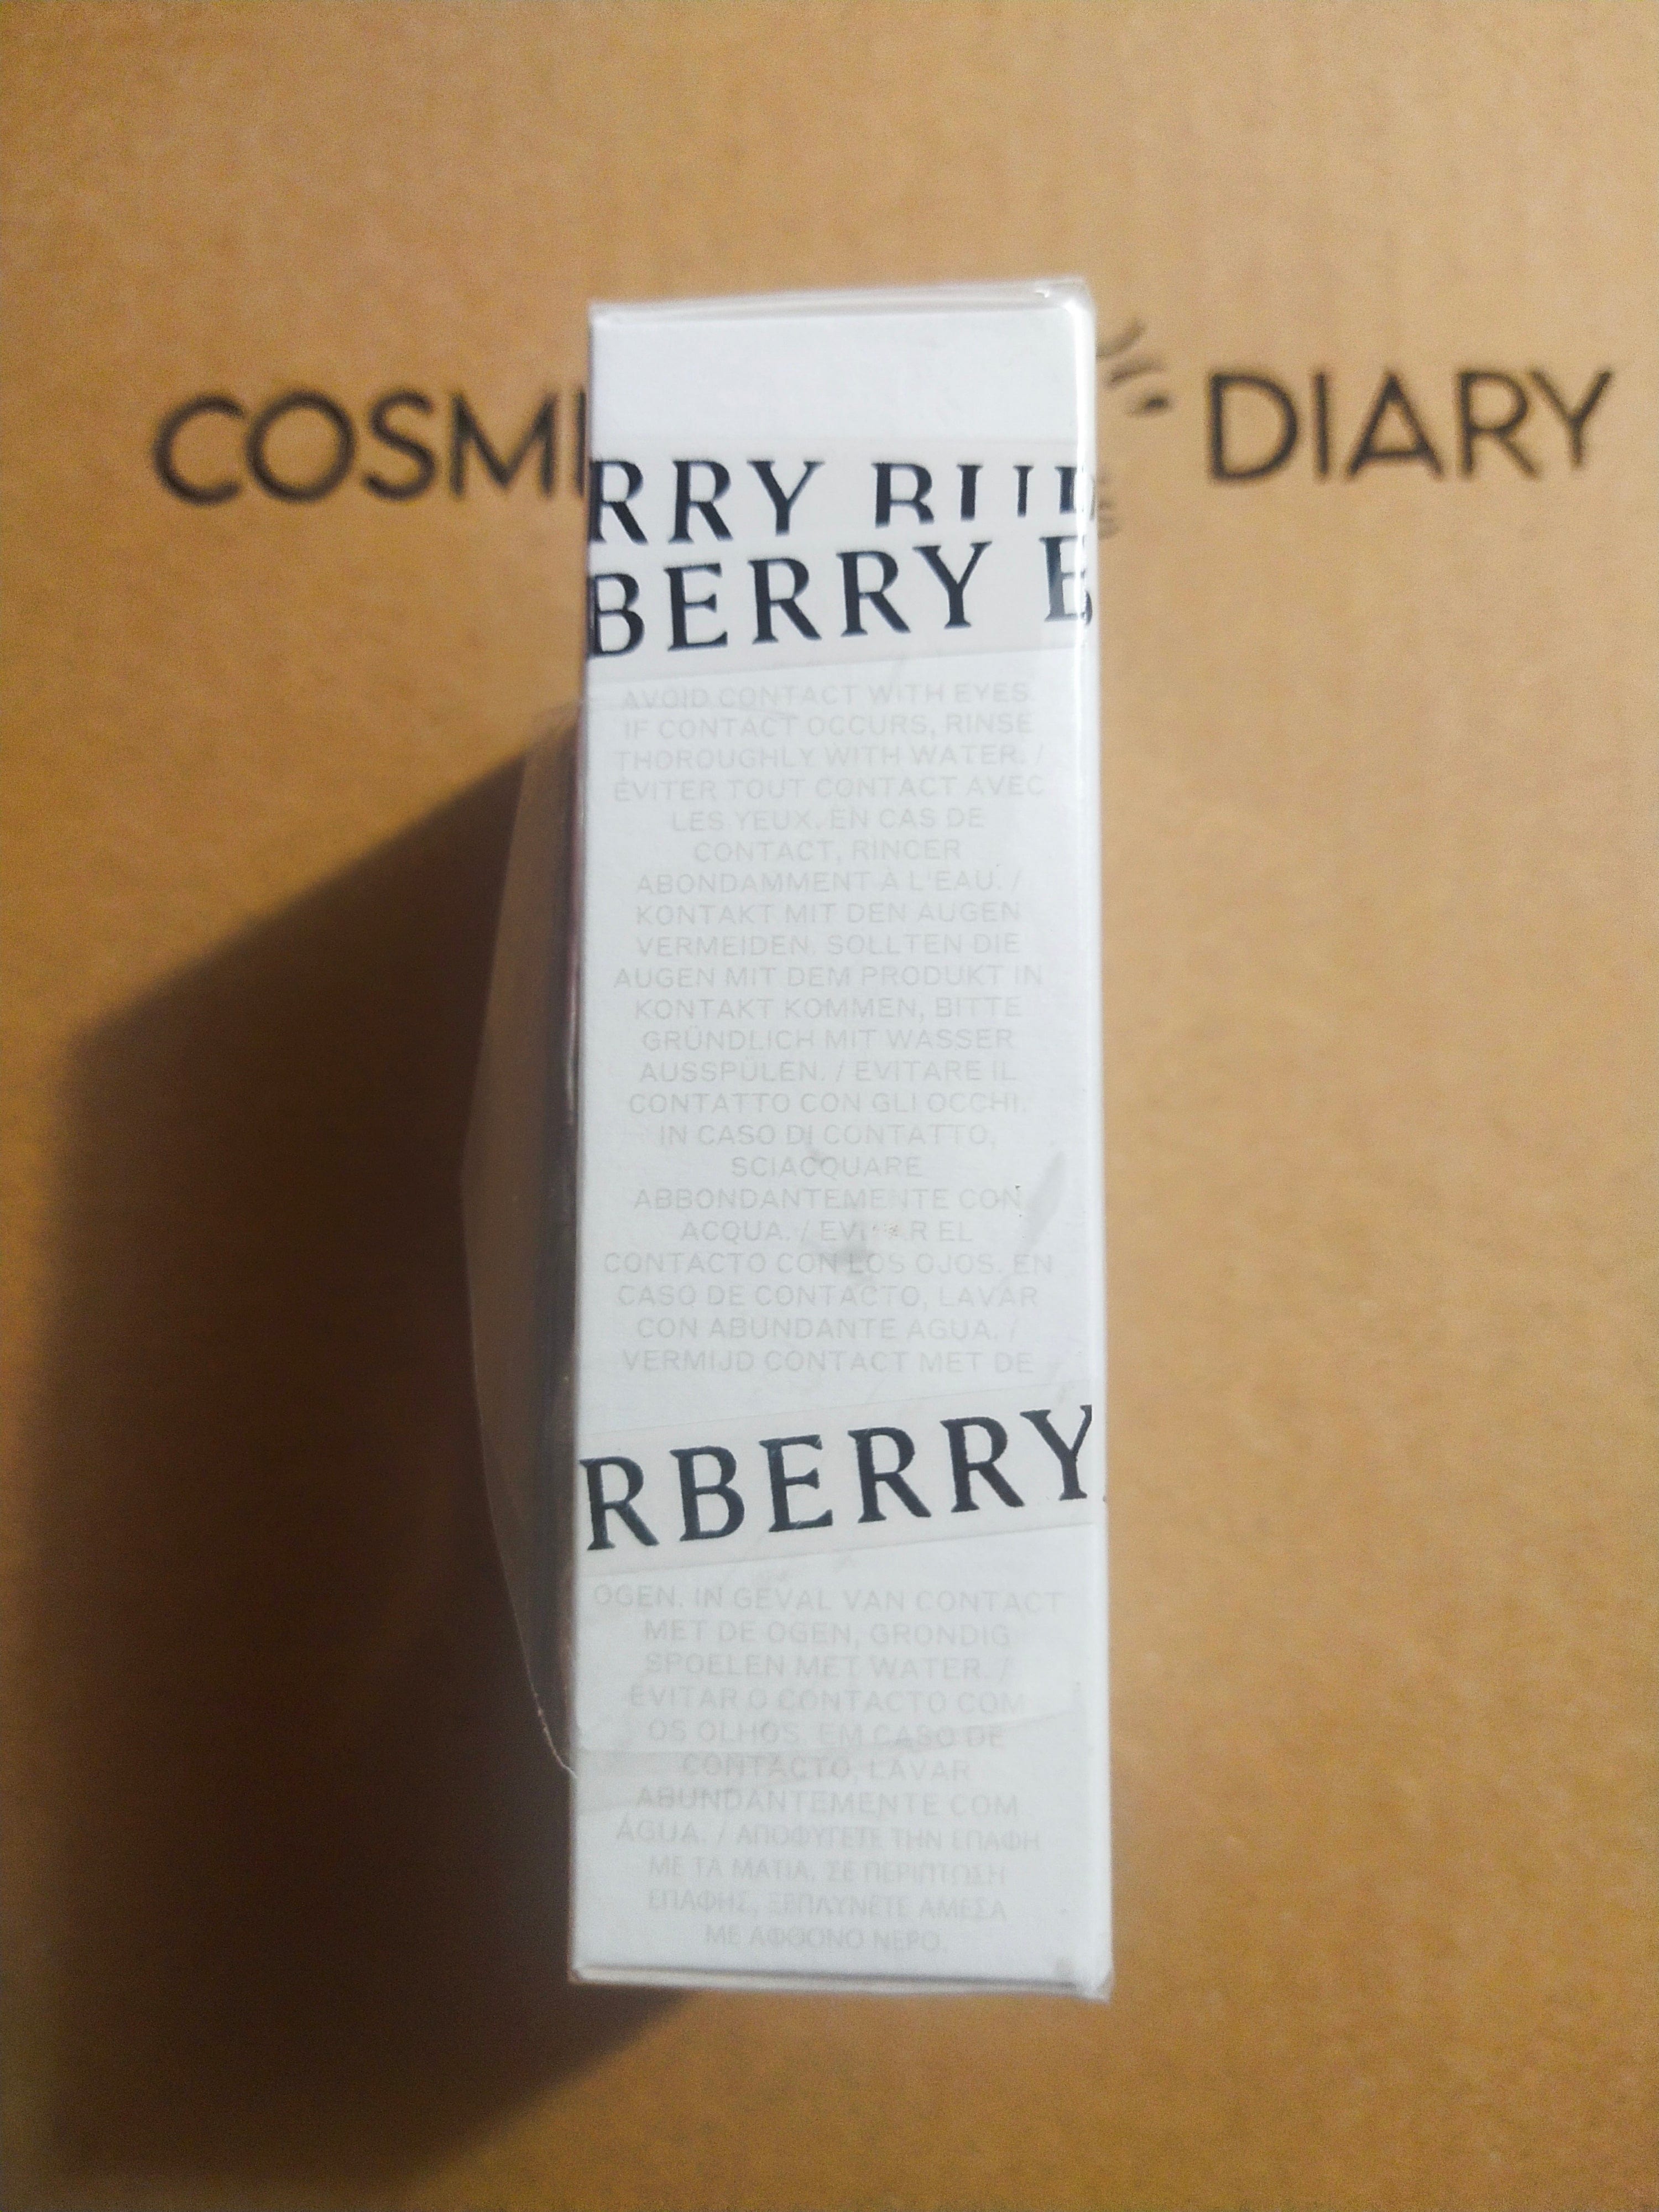 COSM
DIARY
RRY
BERRY B
AVOID CONTACT WITH EYES.
IF CONTACT OCCURS, RINSE
THOROUGHLY WITH WATER. /
ÉVITER TOUT CONTACT AVEC
LES YEUX. EN CAS DE
CONTACT, RINCER
ABONDAMMENT À L'EAU. /
KONTAKT MIT DEN AUGEN
VERMEIDEN. SOLLTEN DIE
AUGEN MIT DEM PRODUKT IN
KONTAKT KOMMEN, BITTE
GRÜNDLICH MIT WASSER
AUSSPÜLEN. / EVITARE IL
CONTATTO CON GLI OCCHI.
IN CASO DI CONTATTO,
SCIACQUARE
ABBONDANTEMENTE CON
ACQUA. / EVITAR EL
CONTACTO CON LOS OJOS. EN
CASO DE CONTACTO, LAVAR
CON ABUNDANTE AGUA. /
VERMIJD CONTACT MET DE
RBERRY
OGEN. IN GEVAL VAN CONTACT
MET DE OGEN, GRONDIG
SPOELEN MET WATER. /
EVITAR O CONTACTO COM
OS OLHOS. EM CASO DE
CONTACTO, LAVAR
ABUNDANTEMENTE COM
ÁGUA. / ΑΠΟΦΥΓΕΤΕ ΤΗΝ ΕΠΑΦΗ
ΜΕ ΤΑ ΜΑΤΙΑ. ΣΕ ΠΕΡΙΠΤΩΣΗ
ΕΠΑΦΗΣ, ΞΕΠΛΥΝΕΤΕ ΑΜΕΣΑ
ΜΕ ΑΦΘΟΝΟ ΝΕΡΟ.